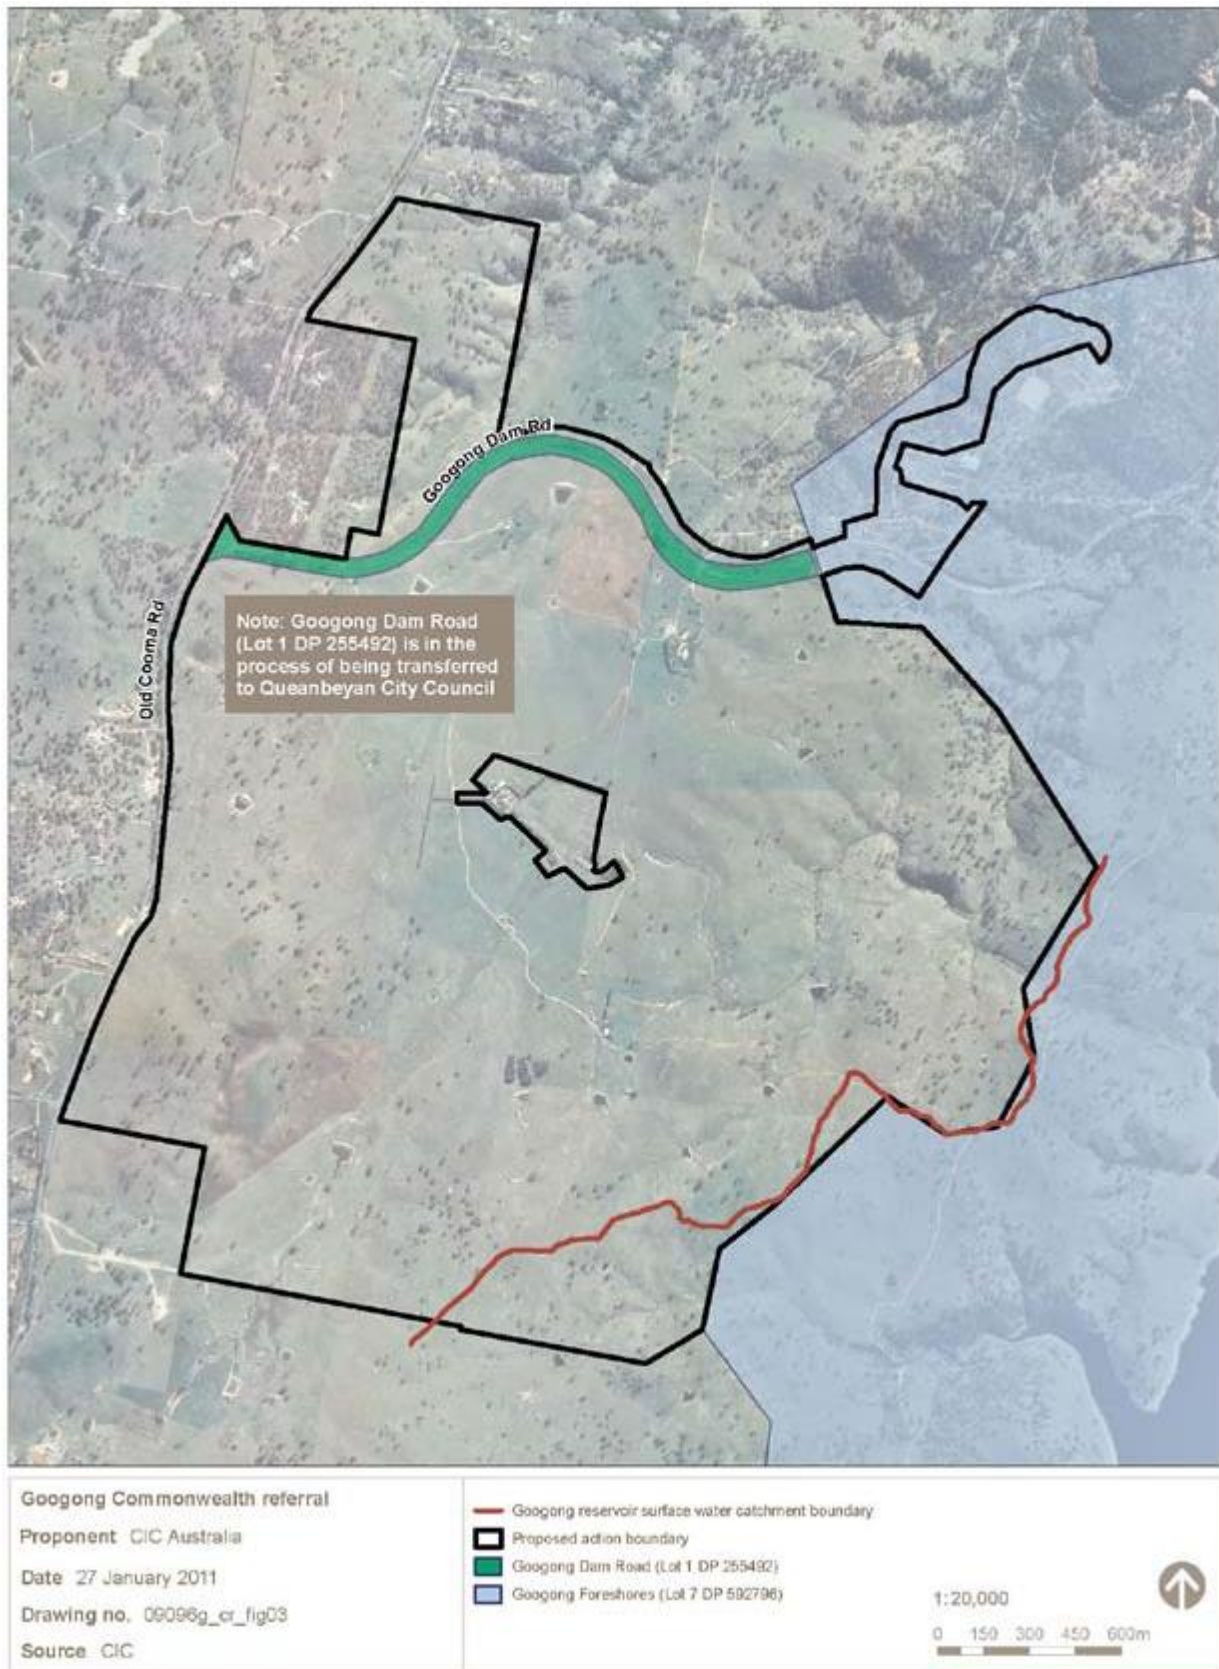 Googong Dam Rd
Old Cooma Rd
Note: Googong Dam Road
(Lot 1 DP 255492) is in the
process of being transferred
to Queanbeyan City Council
Googong Commonwealth referral
Proponent CIC Australia
Date 27 January 2011
Drawing no. 09096g_cr_fig03
Source CIC
Googong reservoir surface water catchment boundary
Proposed action boundary
Googong Dam Road (Lot 1 DP 255492)
Googong Foreshores (Lot 7 DP 592796)
1:20,000
0 150 300 450 600m